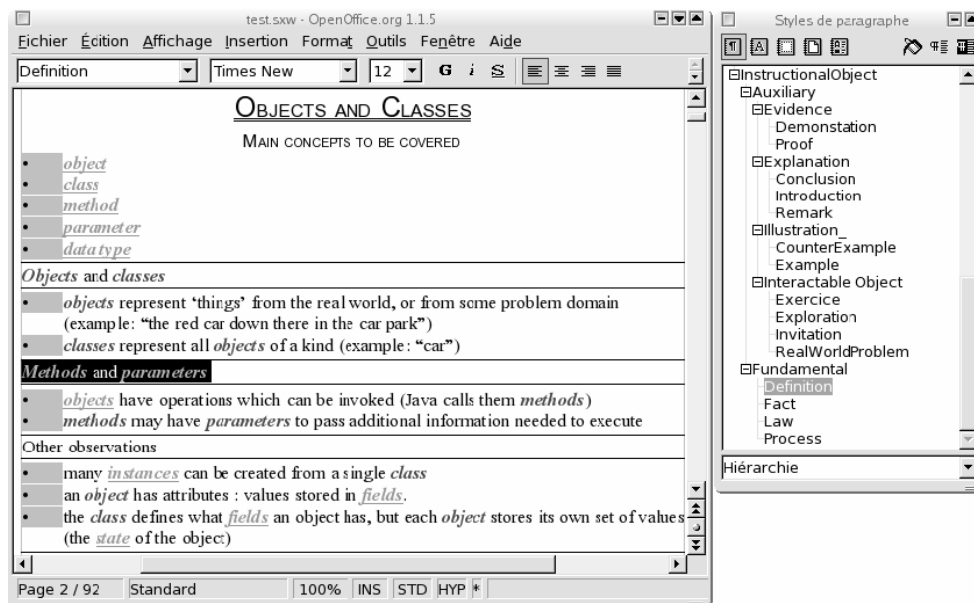 test.sxw - OpenOffice.org 1.1.5
Fichier Édition Affichage Insertion Format Outils Fenêtre Aide
Definition Times New 12 G i S
OBJECTS AND CLASSES
MAIN CONCEPTS TO BE COVERED
• object
• class
• method
• parameter
• data type
Objects and classes
• objects represent ‘things’ from the real world, or from some problem domain
(example: “the red car down there in the car park”)
• classes represent all objects of a kind (example: “car”)
Methods and parameters
• objects have operations which can be invoked (Java calls them methods)
• methods may have parameters to pass additional information needed to execute
Other observations
• many instances can be created from a single class
• an object has attributes : values stored in fields.
• the class defines what fields an object has, but each object stores its own set of values
(the state of the object)
Page 2 / 92 Standard 100% INS STD HYP *
Styles de paragraphe
InstructionalObject
Auxiliary
Evidence
Demonstation
Proof
Explanation
Conclusion
Introduction
Remark
Illustration_
CounterExample
Example
Interactable Object
Exercice
Exploration
Invitation
RealWorldProblem
Fundamental
Definition
Fact
Law
Process
Hiérarchie